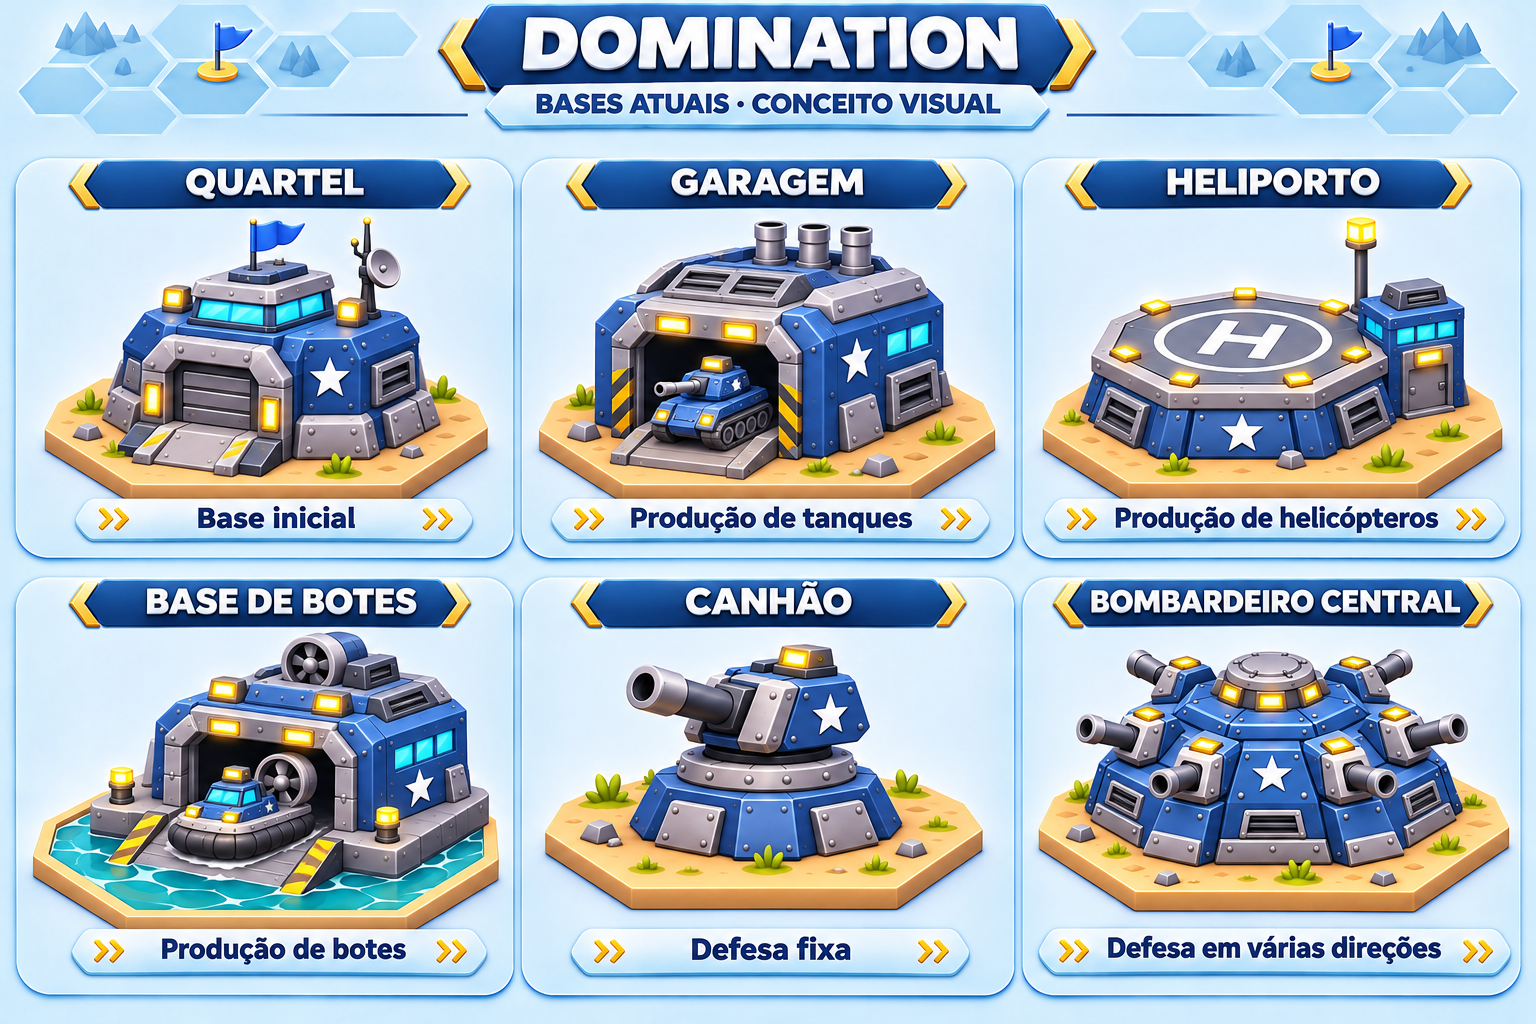 DOMINATION
BASES ATUAIS · CONCEITO VISUAL
QUARTEL
GARAGEM
HELIPORTO
H
Base inicial
Produção de tanques
Produção de helicópteros
BASE DE BOTES
CANHÃO
BOMBARDEIRO CENTRAL
Produção de botes
Defesa fixa
Defesa em várias direções